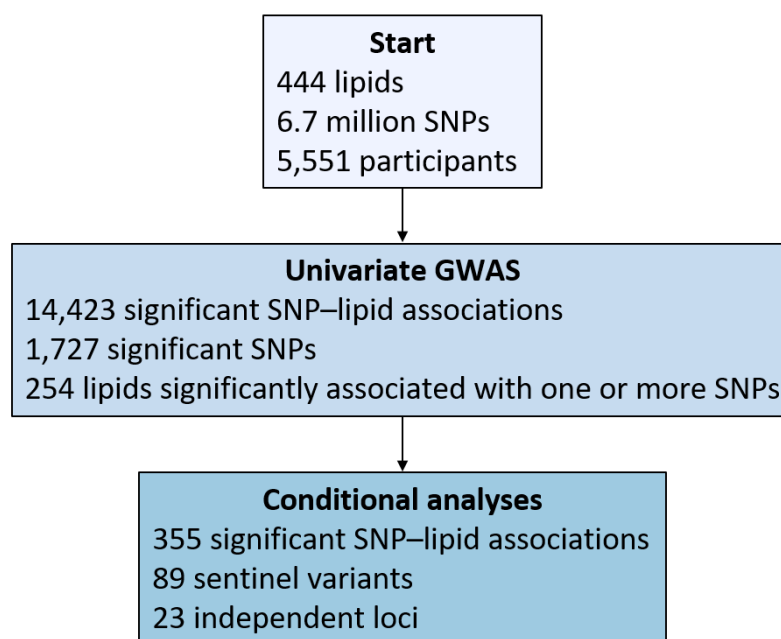 Start
444 lipids
6.7 million SNPs
5,551 participants
Univariate GWAS
14,423 significant SNP–lipid associations
1,727 significant SNPs
254 lipids significantly associated with one or more SNPs
Conditional analyses
355 significant SNP–lipid associations
89 sentinel variants
23 independent loci